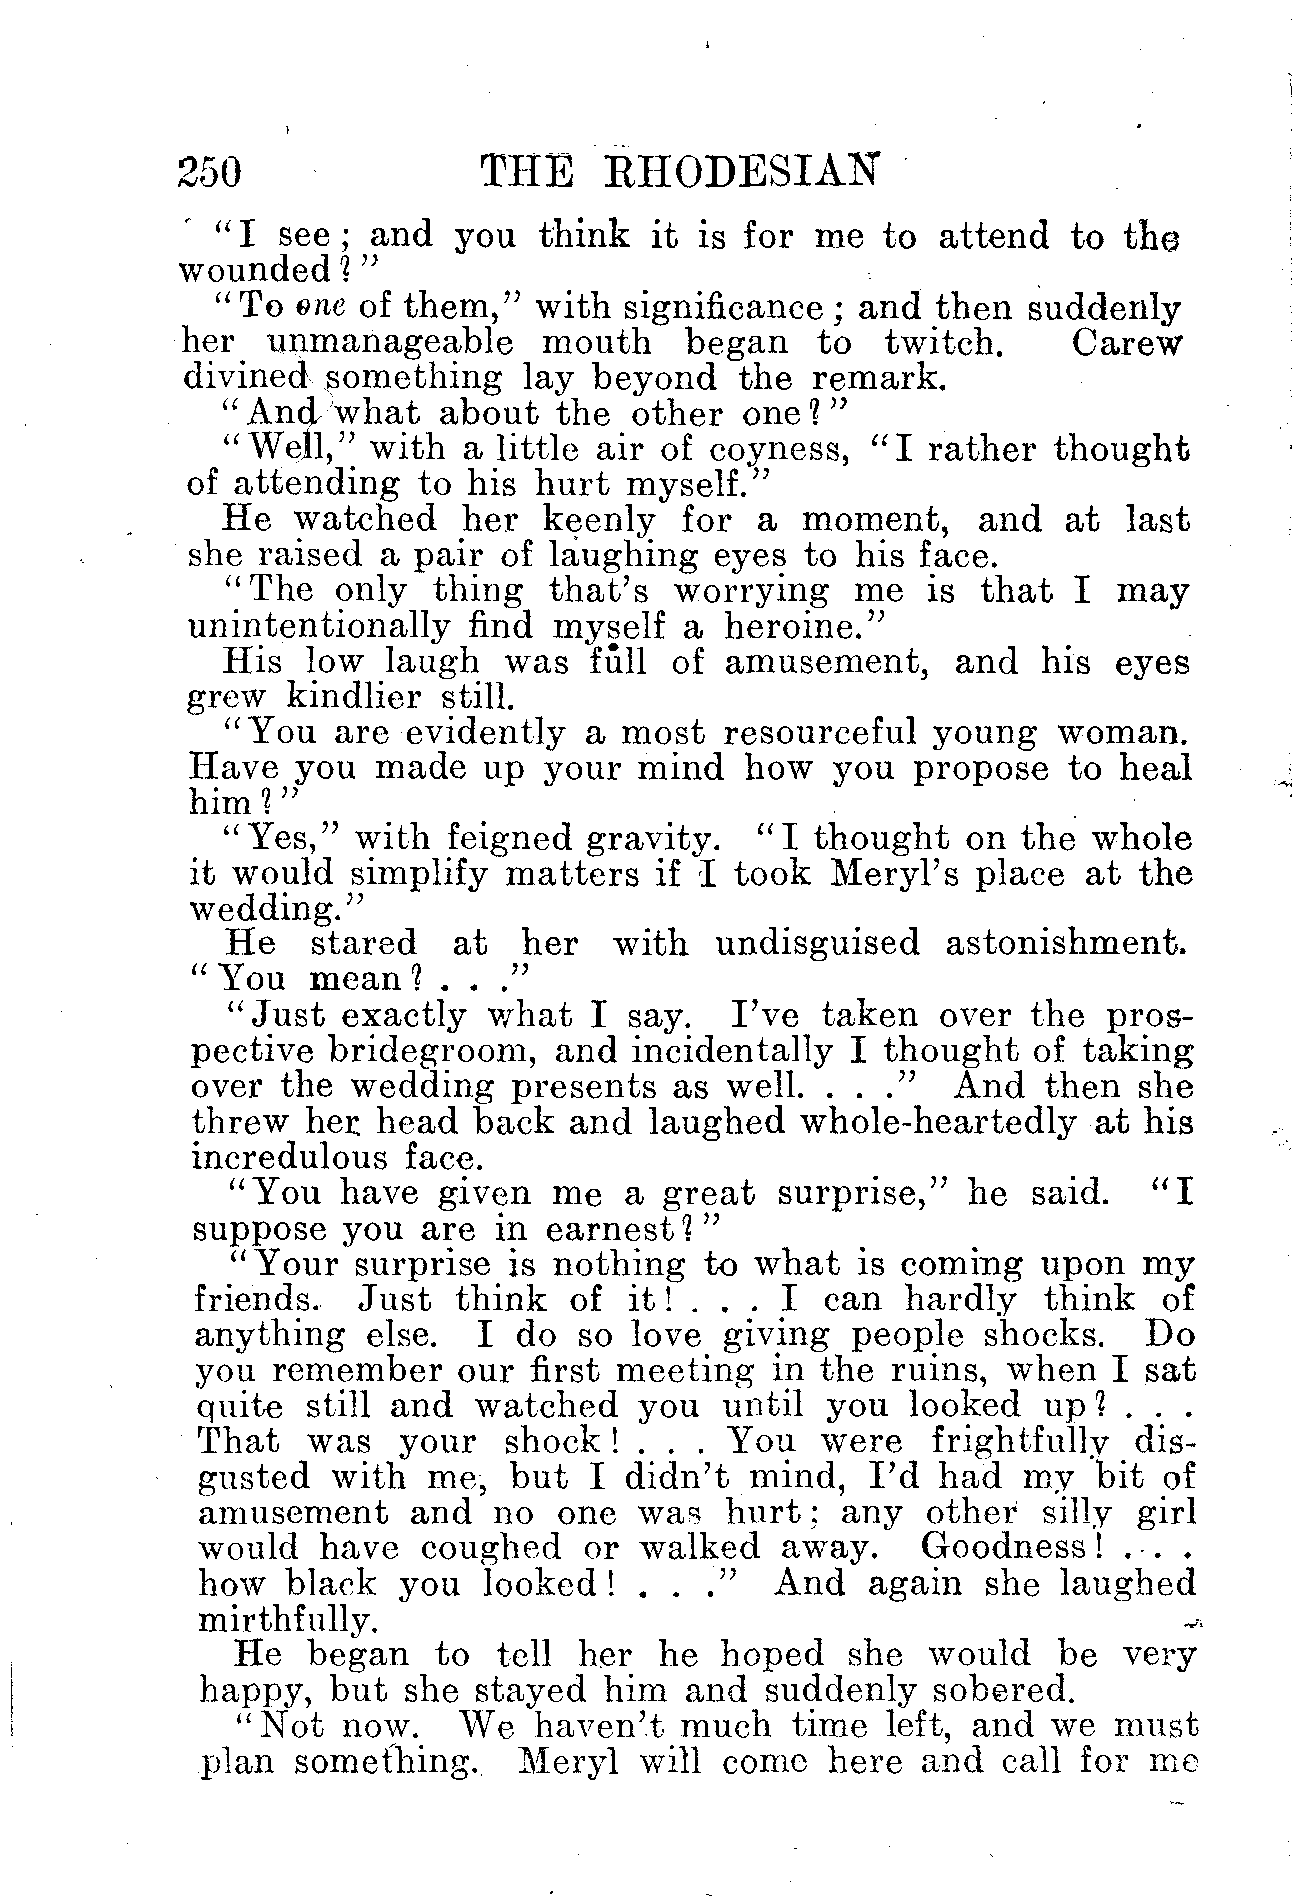 250 THE RHODESIAN
"I see; and you think it is for me to attend to the
wounded?"
"To one of them," with significance; and then suddenly
her unmanageable mouth began to twitch. Carew
divined something lay beyond the remark.
"And what about the other one?"
"Well," with a little air of coyness, "I rather thought
of attending to his hurt myself."
He watched her keenly for a moment, and at last
she raised a pair of laughing eyes to his face.
"The only thing that's worrying me is that I may
unintentionally find myself a heroine."
His low laugh was full of amusement, and his eyes
grew kindlier still.
"You are evidently a most resourceful young woman.
Have you made up your mind how you propose to heal
him?"
"Yes," with feigned gravity. "I thought on the whole
it would simplify matters if I took Meryl's place at the
wedding."
He stared at her with undisguised astonishment.
"You mean? . . ."
"Just exactly what I say. I've taken over the pros-
pective bridegroom, and incidentally I thought of taking
over the wedding presents as well. . . ." And then she
threw her head back and laughed whole-heartedly at his
incredulous face.
"You have given me a great surprise," he said. "I
suppose you are in earnest?"
"Your surprise is nothing to what is coming upon my
friends. Just think of it! . . . I can hardly think of
anything else. I do so love giving people shocks. Do
you remember our first meeting in the ruins, when I sat
quite still and watched you until you looked up? . . .
That was your shock! . . . You were frightfully dis-
gusted with me, but I didn't mind, I'd had my bit of
amusement and no one was hurt; any other silly girl
would have coughed or walked away. Goodness! . . .
how black you looked! . . ." And again she laughed
mirthfully.
He began to tell her he hoped she would be very
happy, but she stayed him and suddenly sobered.
"Not now. We haven't much time left, and we must
plan something. Meryl will come here and call for me